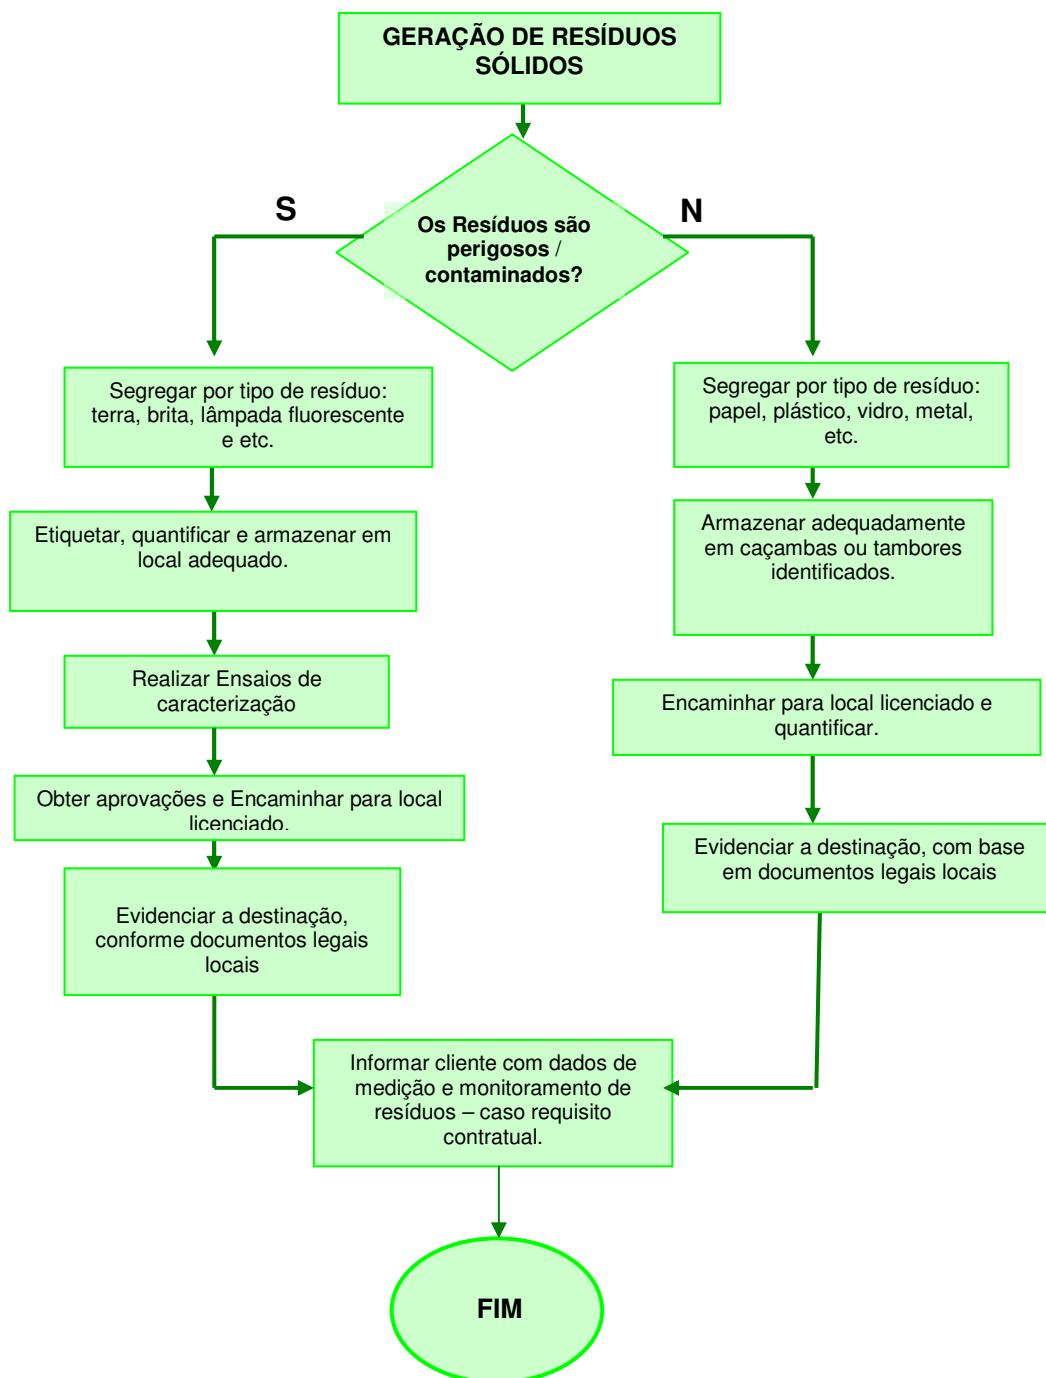 GERAÇÃO DE RESÍDUOS
SÓLIDOS
S
N
Os Resíduos são
perigosos /
contaminados?
Segregar por tipo de resíduo:
terra, brita, lâmpada fluorescente
e etc.
Etiquetar, quantificar e armazenar em
local adequado.
Realizar Ensaios de
caracterização
Obter aprovações e Encaminhar para local
licenciado.
Evidenciar a destinação,
conforme documentos legais
locais
Segregar por tipo de resíduo:
papel, plástico, vidro, metal,
etc.
Armazenar adequadamente
em caçambas ou tambores
identificados.
Encaminhar para local licenciado e
quantificar.
Evidenciar a destinação, com base
em documentos legais locais
Informar cliente com dados de
medição e monitoramento de
resíduos – caso requisito
contratual.
FIM